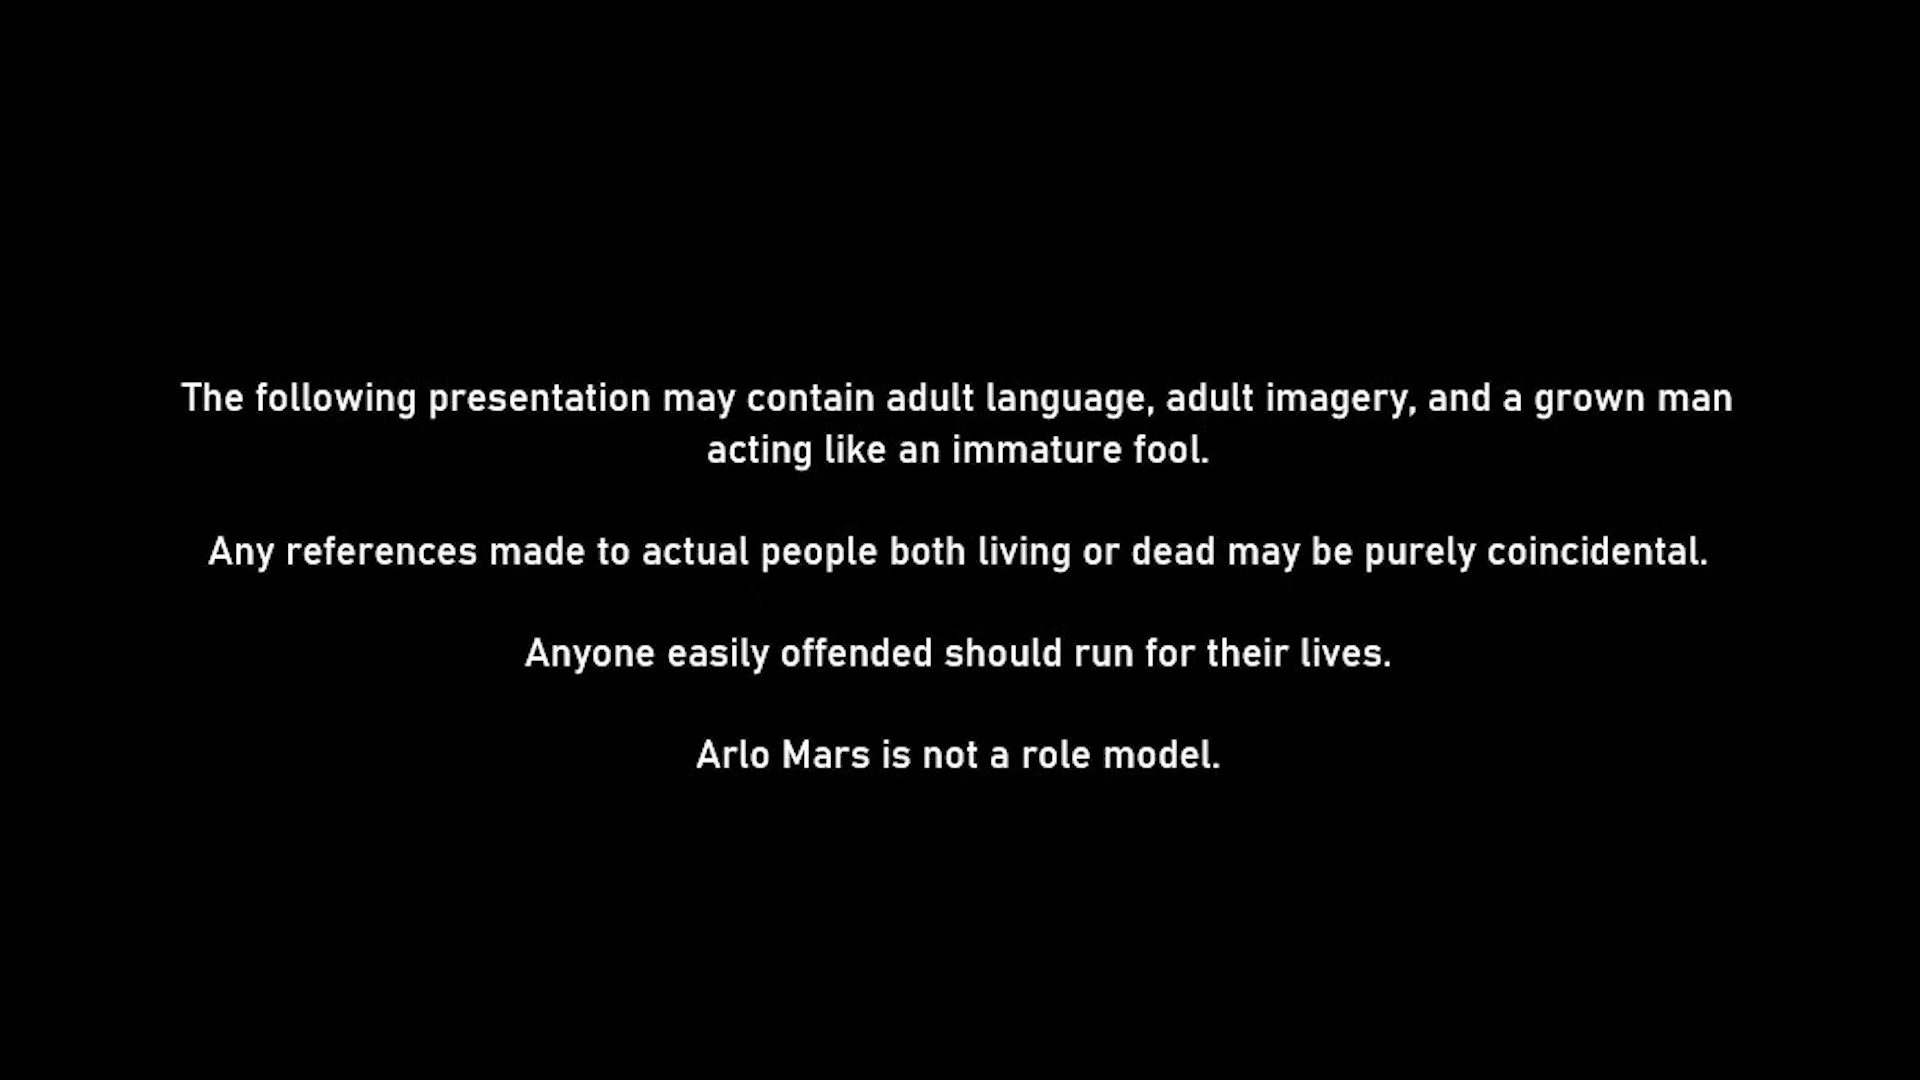 The following presentation may contain adult language, adult imagery, and a grown man
acting like an immature fool.
Any references made to actual people both living or dead may be purely coincidental.
Anyone easily offended should run for their lives.
Arlo Mars is not a role model.